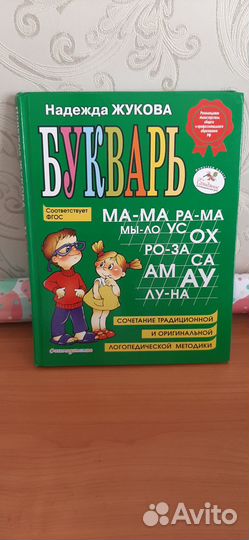 Надежда ЖУКОВА
БУКВАРЬ
Соответствует
ФГОС
МА-МА РА-МА
МЫ-ЛО УС ОХ
РО-ЗА СА
АМ АУ
ЛУ-НА
СОЧЕТАНИЕ ТРАДИЦИОННОЙ
И ОРИГИНАЛЬНОЙ
ЛОГОПЕДИЧЕСКОЙ МЕТОДИКИ
Avito